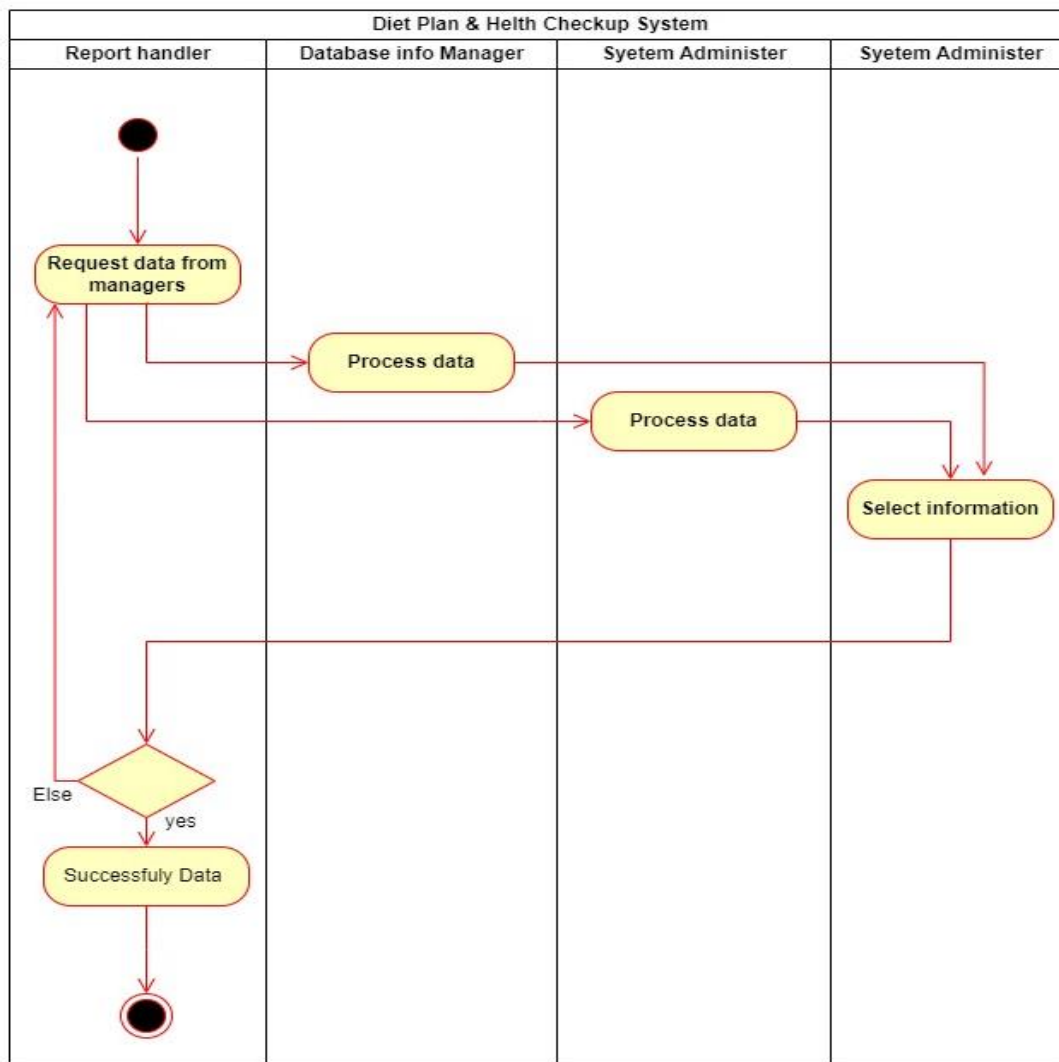 Diet Plan & Helth Checkup System
Report handler
Database info Manager
Syetem Administer
Syetem Administer
Request data from
managers
Process data
Process data
Select information
Else
yes
Successfuly Data